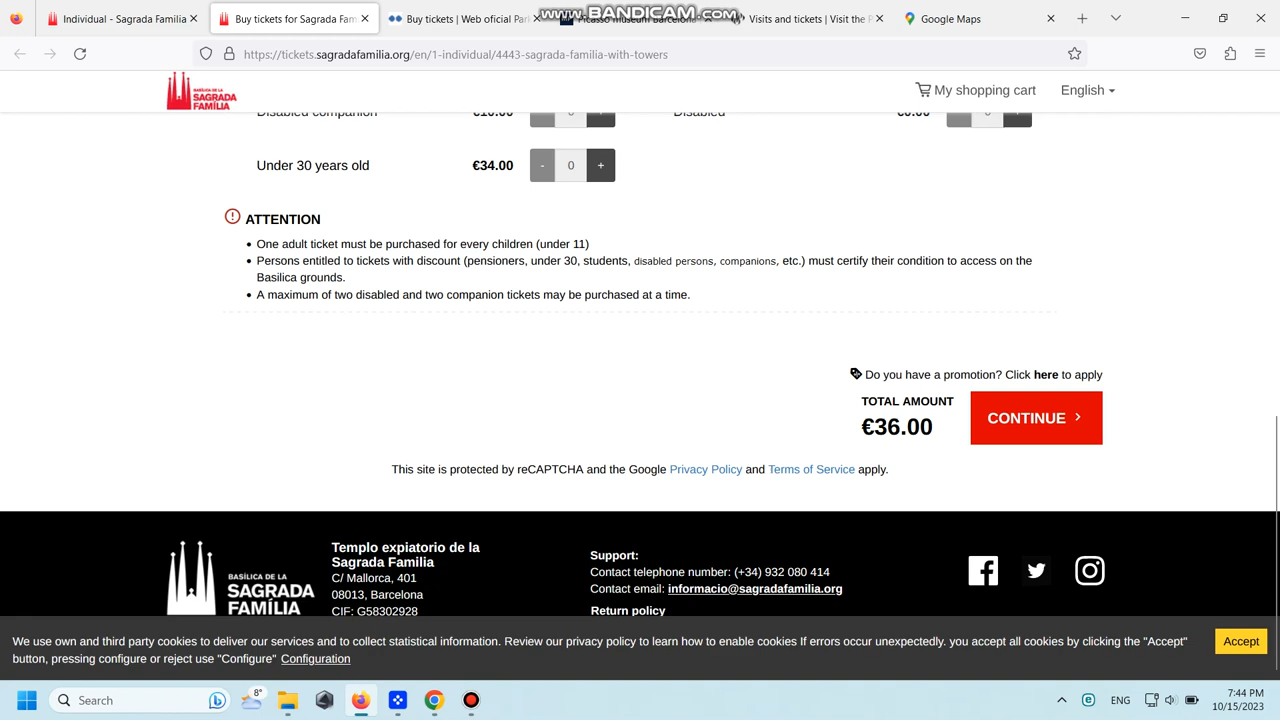 www.BANDICAM.com
Individual - Sagrada Familia
Buy tickets for Sagrada Fam
Buy tickets | Web oficial Par
Picasso museum Barcelona
Visits and tickets | Visit the P
Google Maps
https://tickets.sagradafamilia.org/en/1-individual/4443-sagrada-familia-with-towers
BASÍLICA DE LA
SAGRADA
FAMÍLIA
My shopping cart
English
Disabled companion €10.00 - 0 +
Disabled €0.00 - 0 +
Under 30 years old €34.00 - 0 +
ATTENTION
One adult ticket must be purchased for every children (under 11)
Persons entitled to tickets with discount (pensioners, under 30, students, disabled persons, companions, etc.) must certify their condition to access on the
Basilica grounds.
A maximum of two disabled and two companion tickets may be purchased at a time.
Do you have a promotion? Click here to apply
TOTAL AMOUNT
€36.00
CONTINUE
This site is protected by reCAPTCHA and the Google Privacy Policy and Terms of Service apply.
BASÍLICA DE LA
SAGRADA
FAMÍLIA
Templo expiatorio de la
Sagrada Familia
C/ Mallorca, 401
08013, Barcelona
CIF: G58302928
Support:
Contact telephone number: (+34) 932 080 414
Contact email: informacio@sagradafamilia.org
Return policy
We use own and third party cookies to deliver our services and to collect statistical information. Review our privacy policy to learn how to enable cookies If errors occur unexpectedly. you accept all cookies by clicking the "Accept"
button, pressing configure or reject use "Configure" Configuration
Accept
Search
8°
ENG
7:44 PM
10/15/2023